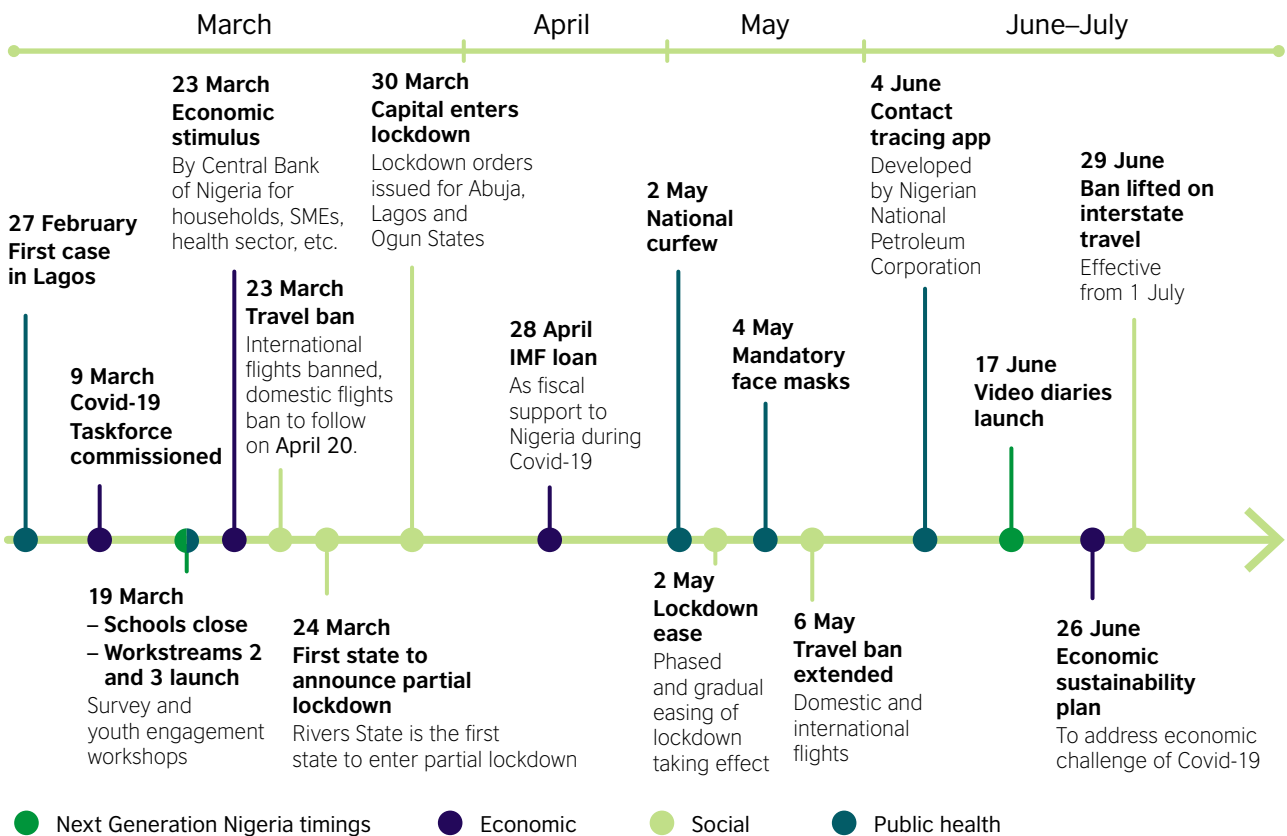 March
April
May
June–July
27 February
First case
in Lagos
9 March
Covid-19
Taskforce
commissioned
19 March
– Schools close
– Workstreams 2
and 3 launch
Survey and
youth engagement
workshops
23 March
Economic
stimulus
By Central Bank
of Nigeria for
households, SMEs,
health sector, etc.
23 March
Travel ban
International
flights banned,
domestic flights
ban to follow
on April 20.
24 March
First state to
announce partial
lockdown
Rivers State is the first
state to enter partial lockdown
30 March
Capital enters
lockdown
Lockdown orders
issued for Abuja,
Lagos and
Ogun States
28 April
IMF loan
As fiscal
support to
Nigeria during
Covid-19
2 May
National
curfew
2 May
Lockdown
ease
Phased
and gradual
easing of
lockdown
taking effect
4 May
Mandatory
face masks
6 May
Travel ban
extended
Domestic and
international
flights
4 June
Contact
tracing app
Developed
by Nigerian
National
Petroleum
Corporation
17 June
Video diaries
launch
26 June
Economic
sustainability
plan
To address economic
challenge of Covid-19
29 June
Ban lifted on
interstate
travel
Effective
from 1 July
Next Generation Nigeria timings
Economic
Social
Public health